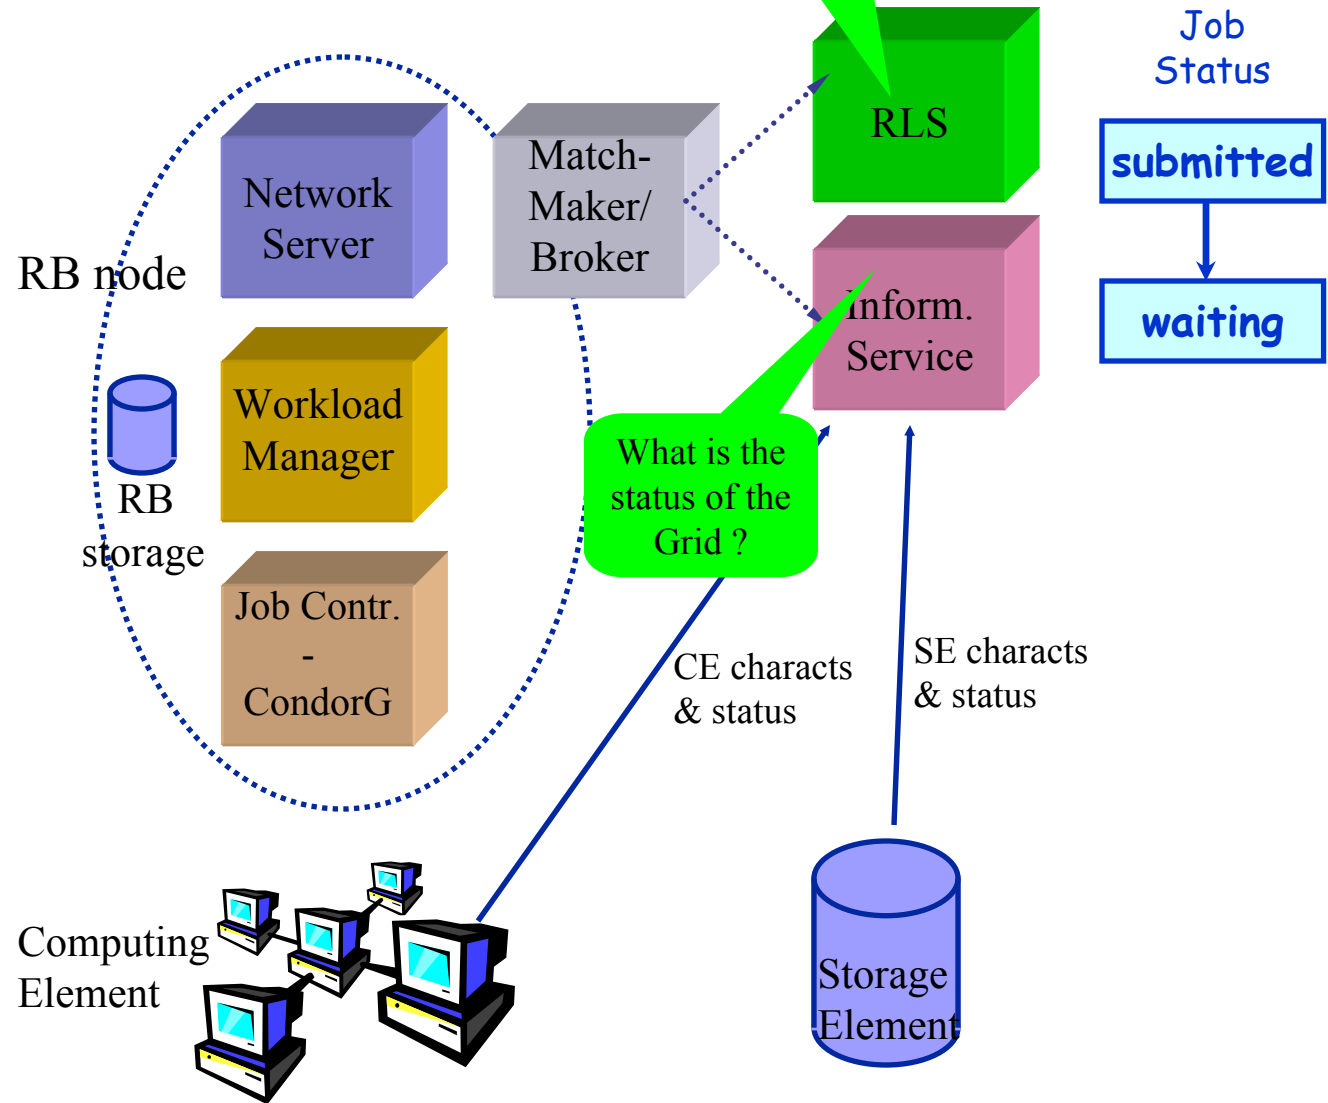 Job
Status
RLS
submitted
Match-
Maker/
Broker
Network
Server
RB node
Inform.
Service
waiting
Workload
Manager
What is the
status of the
Grid ?
RB
storage
Job Contr.
-
CondorG
CE characts
& status
SE characts
& status
Computing
Element
Storage
Element